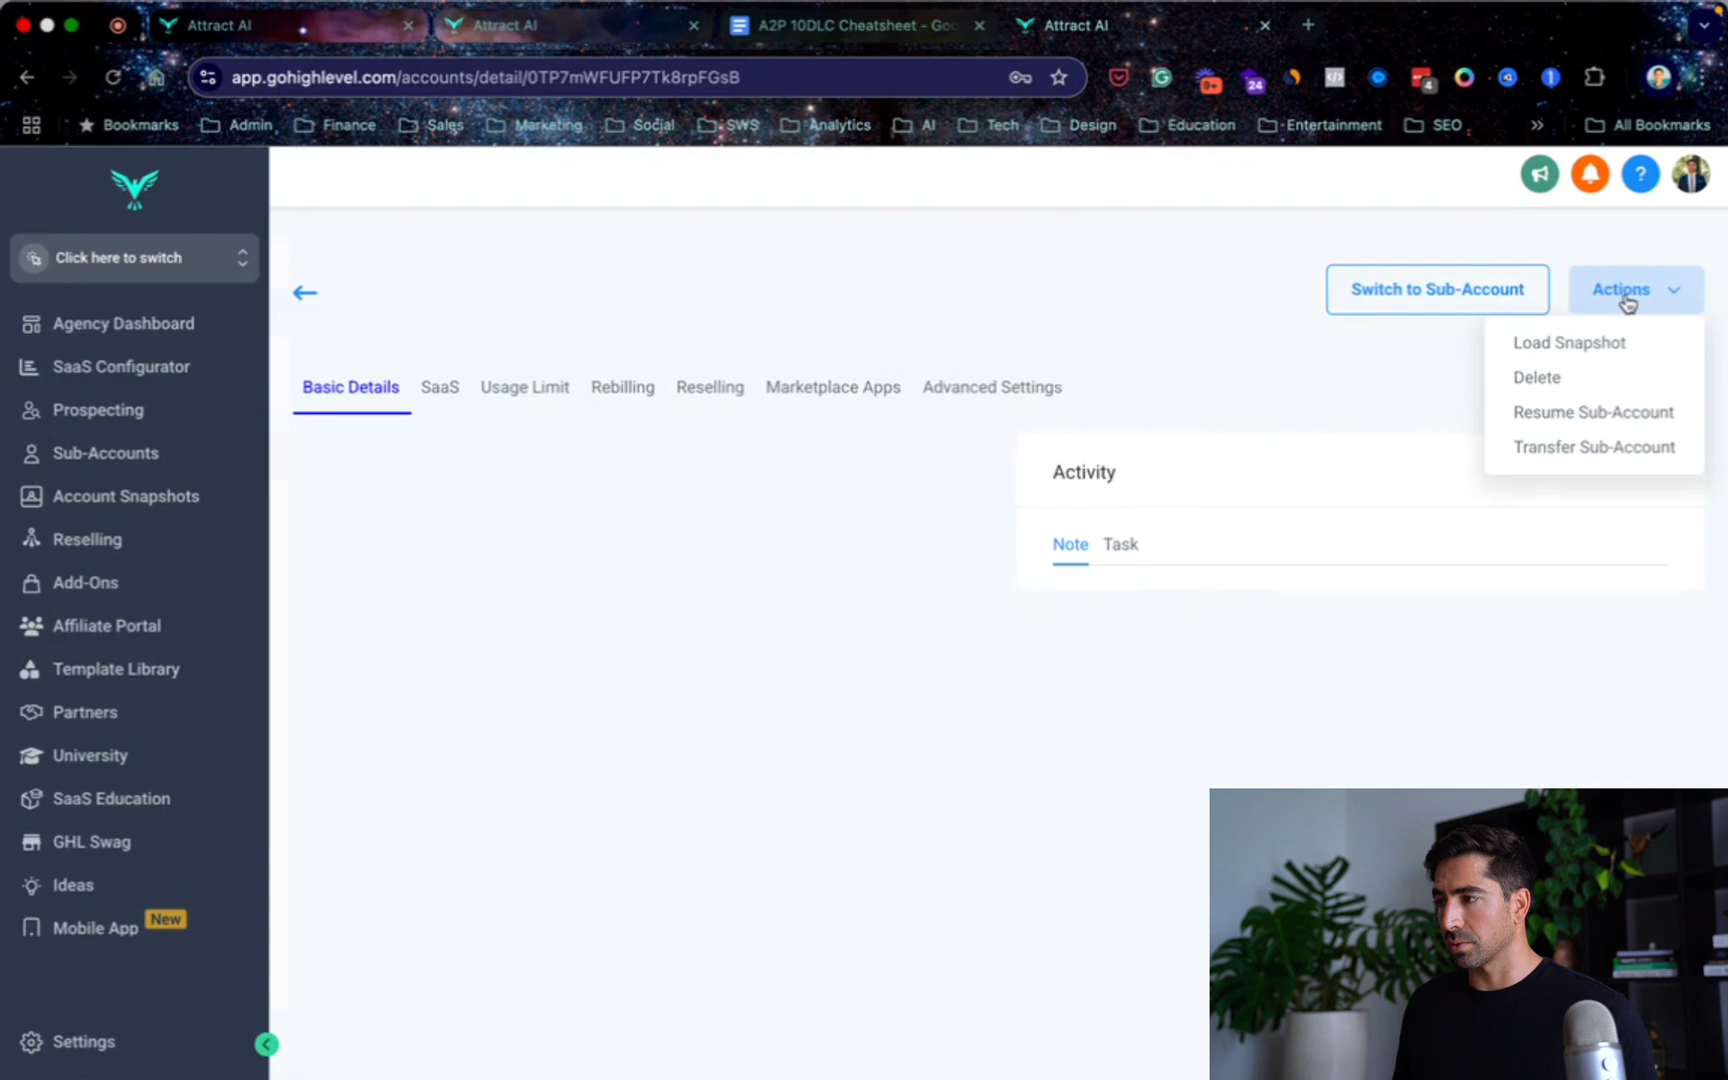 Attract AI
Attract AI
A2P 10DLC Cheatsheet - Goo
Attract AI
app.gohighlevel.com/accounts/detail/0TP7mWFUFP7Tk8rpFGsB
9+
24
4
Bookmarks
Admin
Finance
Sales
Marketing
Social
SWS
Analytics
AI
Tech
Design
Education
Entertainment
SEO
All Bookmarks
Click here to switch
Agency Dashboard
SaaS Configurator
Prospecting
Sub-Accounts
Account Snapshots
Reselling
Add-Ons
Affiliate Portal
Template Library
Partners
University
SaaS Education
GHL Swag
Ideas
Mobile App New
Settings
Switch to Sub-Account
Actions
Load Snapshot
Delete
Resume Sub-Account
Transfer Sub-Account
Basic Details
SaaS
Usage Limit
Rebilling
Reselling
Marketplace Apps
Advanced Settings
Activity
Note
Task